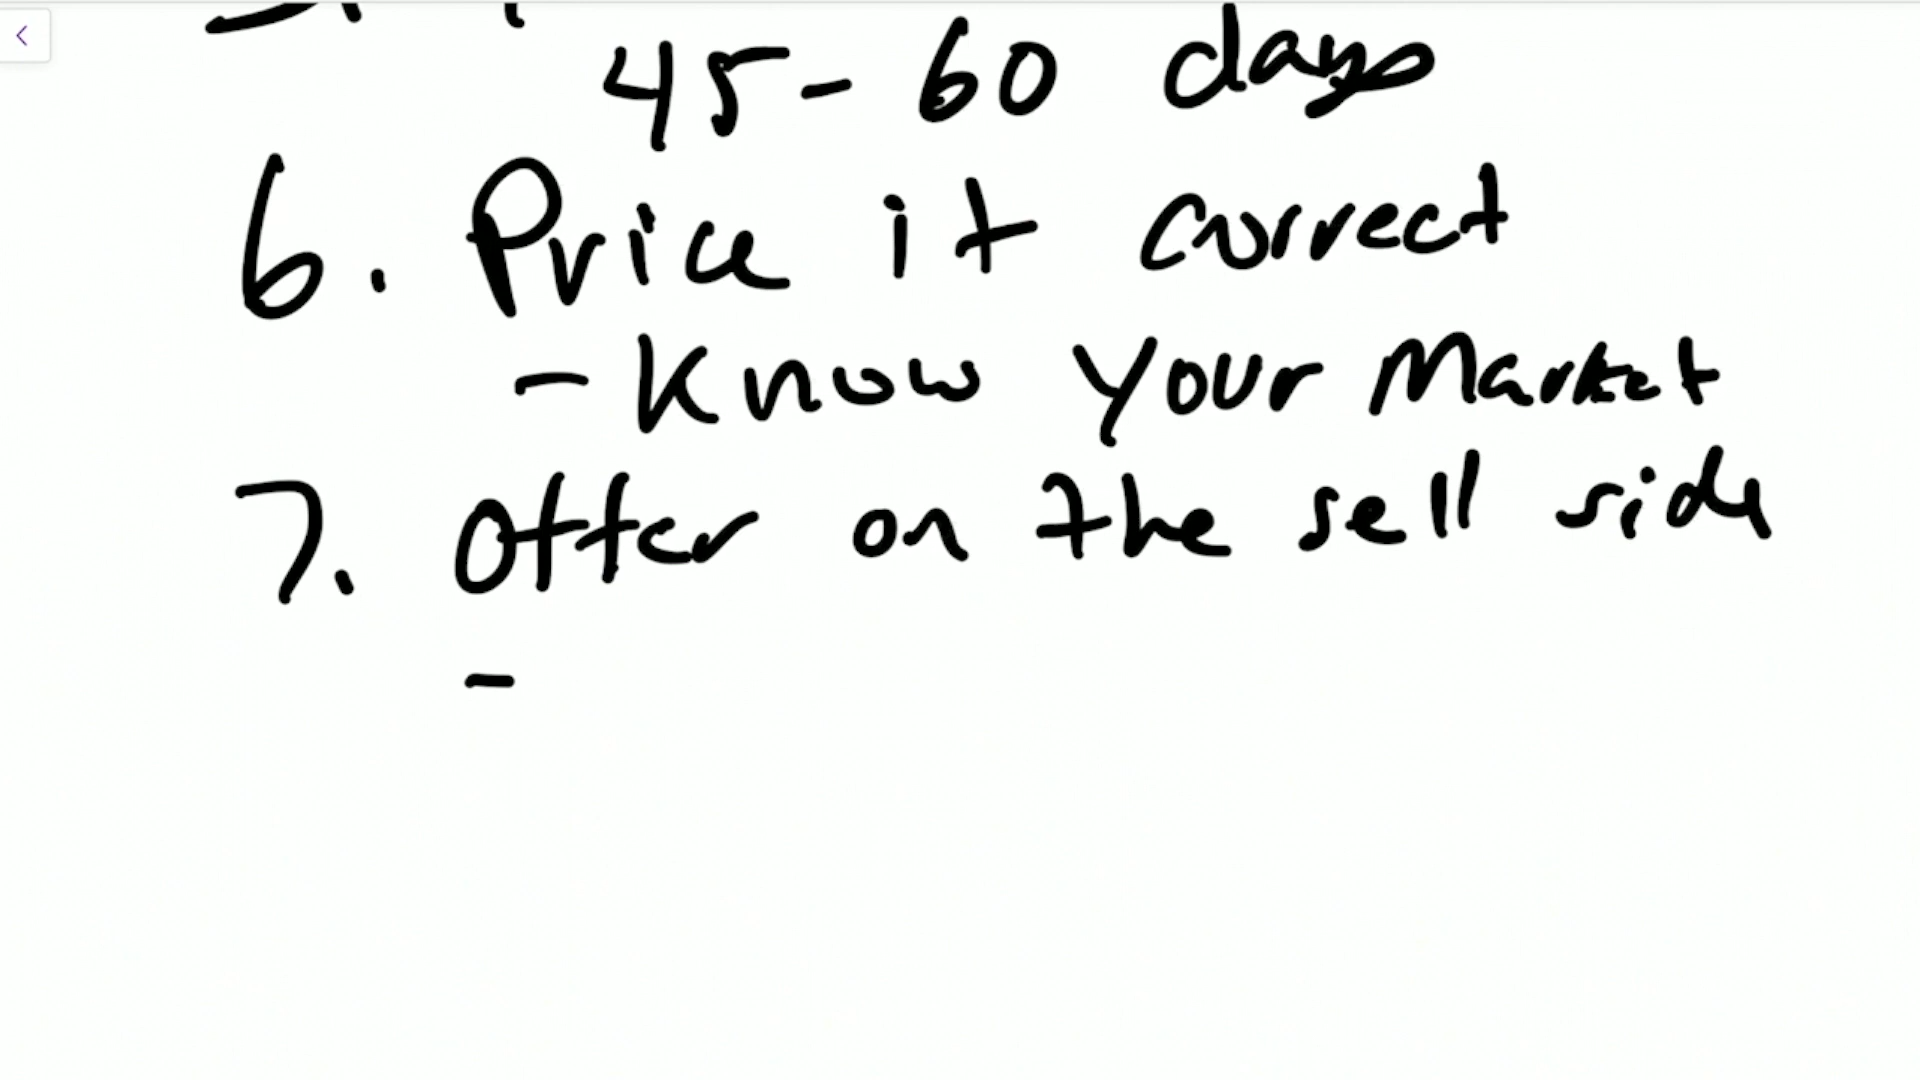 45-60 days
6. Price it correct
- Know your Market
7. Offer on the sell side
-